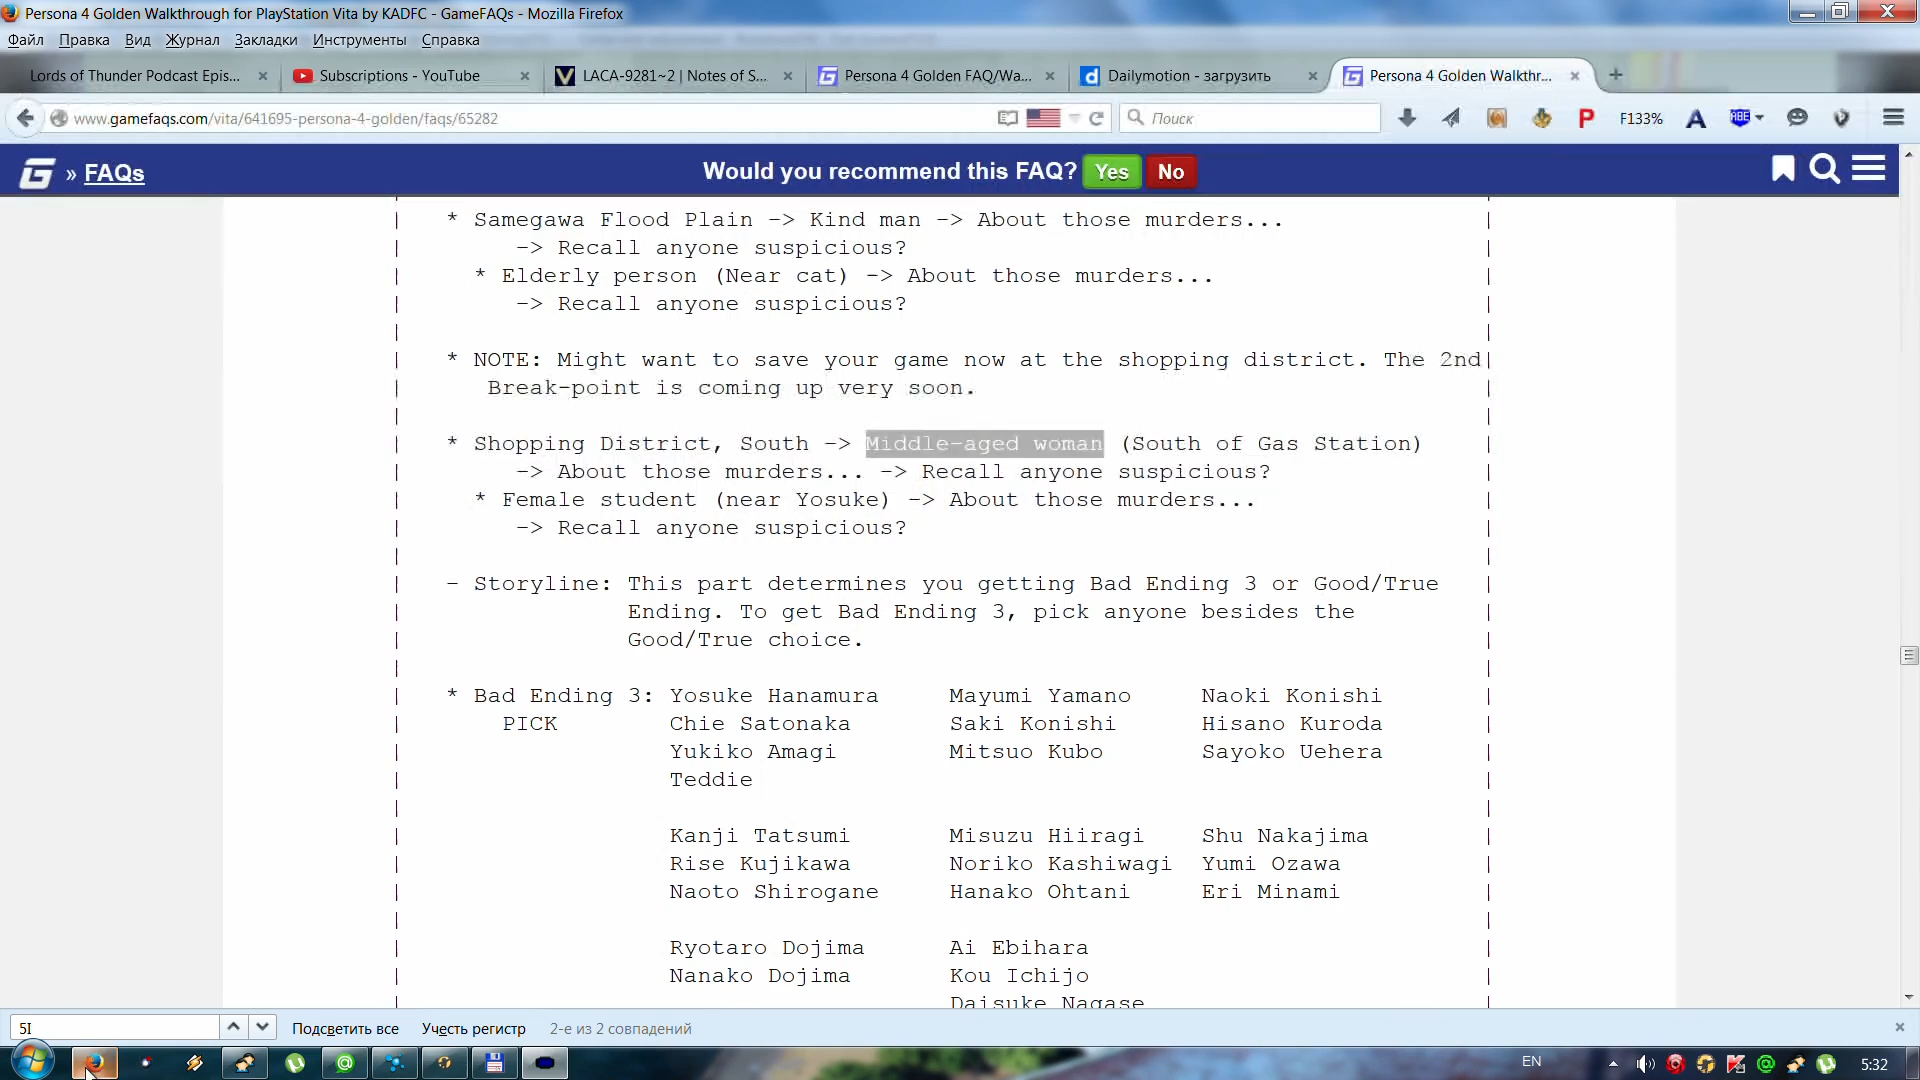 Persona 4 Golden Walkthrough for PlayStation Vita by KADFC - GameFAQs - Mozilla Firefox
Файл Правка Вид Журнал Закладки Инструменты Справка
Lords of Thunder Podcast Epis... Subscriptions - YouTube LACA-9281~2 | Notes of S... Persona 4 Golden FAQ/Wa... Dailymotion - загрузить Persona 4 Golden Walkthr...
www.gamefaqs.com/vita/641695-persona-4-golden/faqs/65282 Поиск F133% ABE
» FAQs Would you recommend this FAQ? Yes No
* Samegawa Flood Plain -> Kind man -> About those murders...
-> Recall anyone suspicious?
* Elderly person (Near cat) -> About those murders...
-> Recall anyone suspicious?
* NOTE: Might want to save your game now at the shopping district. The 2nd
Break-point is coming up very soon.
* Shopping District, South -> Middle-aged woman (South of Gas Station)
-> About those murders... -> Recall anyone suspicious?
* Female student (near Yosuke) -> About those murders...
-> Recall anyone suspicious?
- Storyline: This part determines you getting Bad Ending 3 or Good/True
Ending. To get Bad Ending 3, pick anyone besides the
Good/True choice.
* Bad Ending 3: Yosuke Hanamura Mayumi Yamano Naoki Konishi
PICK Chie Satonaka Saki Konishi Hisano Kuroda
Yukiko Amagi Mitsuo Kubo Sayoko Uehera
Teddie
Kanji Tatsumi Misuzu Hiiragi Shu Nakajima
Rise Kujikawa Noriko Kashiwagi Yumi Ozawa
Naoto Shirogane Hanako Ohtani Eri Minami
Ryotaro Dojima Ai Ebihara
Nanako Dojima Kou Ichijo
Daisuke Nagase
5I Подсветить все Учесть регистр 2-е из 2 совпадений
EN 5:32